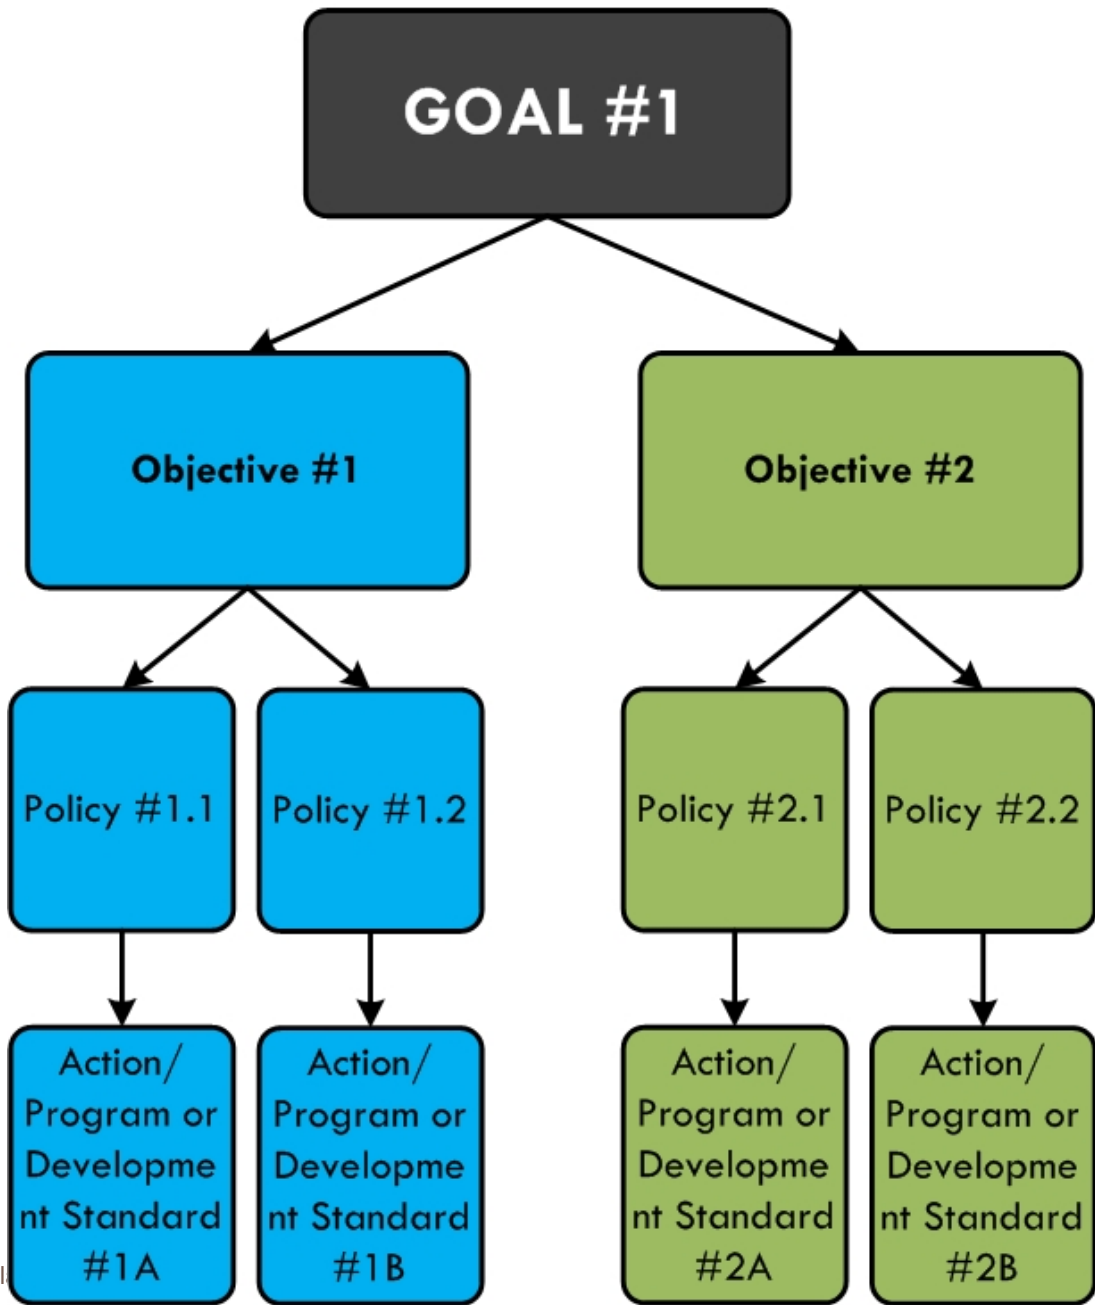 GOAL #1
Objective #1
Objective #2
Policy #1.1
Policy #1.2
Policy #2.1
Policy #2.2
Action/
Program or
Developme
nt Standard
#1A
Action/
Program or
Developme
nt Standard
#1B
Action/
Program or
Developme
nt Standard
#2A
Action/
Program or
Developme
nt Standard
#2B